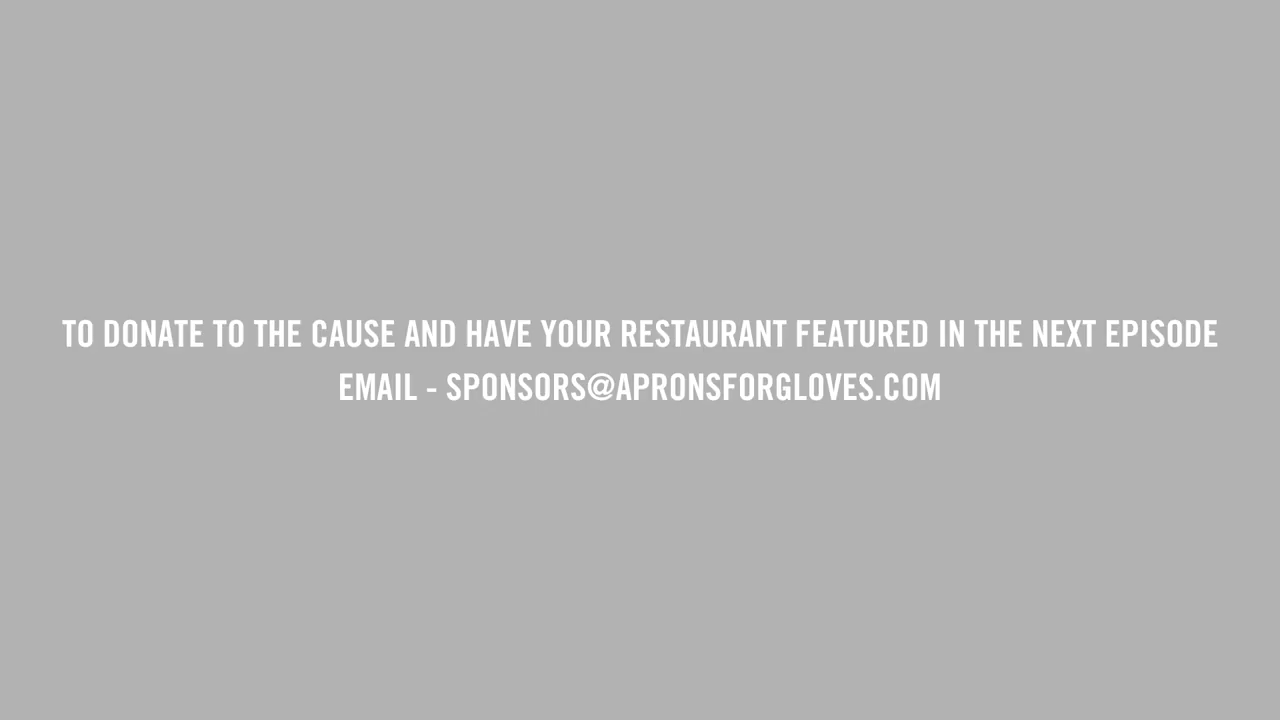 TO DONATE TO THE CAUSE AND HAVE YOUR RESTAURANT FEATURED IN THE NEXT EPISODE
EMAIL - SPONSORS@APRONSFORGLOVES.COM